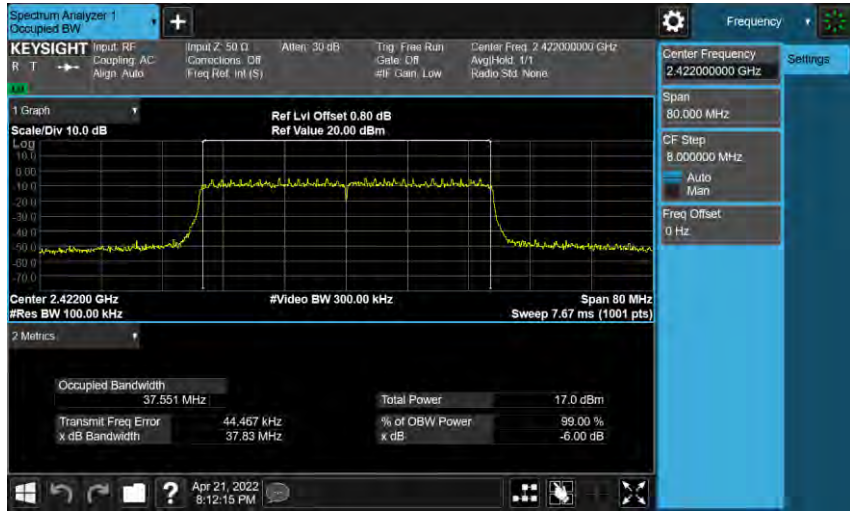 Spectrum Analyzer 1
Occupied BW
+
Frequency
KEYSIGHT
R T
Input: RF
Coupling: AC
Align: Auto
Input Z: 50 Ω
Corrections: Off
Freq Ref: Int (S)
Atten: 30 dB
Trig: Free Run
Gate: Off
#IF Gain: Low
Center Freq: 2.422000000 GHz
Avg|Hold: 1/1
Radio Std: None
Center Frequency
2.422000000 GHz
Settings
Span
80.000 MHz
CF Step
8.000000 MHz
Auto
Man
Freq Offset
0 Hz
1 Graph
Scale/Div 10.0 dB
Ref Lvl Offset 0.80 dB
Ref Value 20.00 dBm
Log
10.0
0.00
-10.0
-20.0
-30.0
-40.0
-50.0
-60.0
-70.0
Center 2.42200 GHz
#Video BW 300.00 kHz
Span 80 MHz
#Res BW 100.00 kHz
Sweep 7.67 ms (1001 pts)
2 Metrics
Occupied Bandwidth
37.551 MHz
Total Power 17.0 dBm
Transmit Freq Error 44.467 kHz
% of OBW Power 99.00 %
x dB Bandwidth 37.83 MHz
x dB -6.00 dB
?
Apr 21, 2022
8:12:15 PM